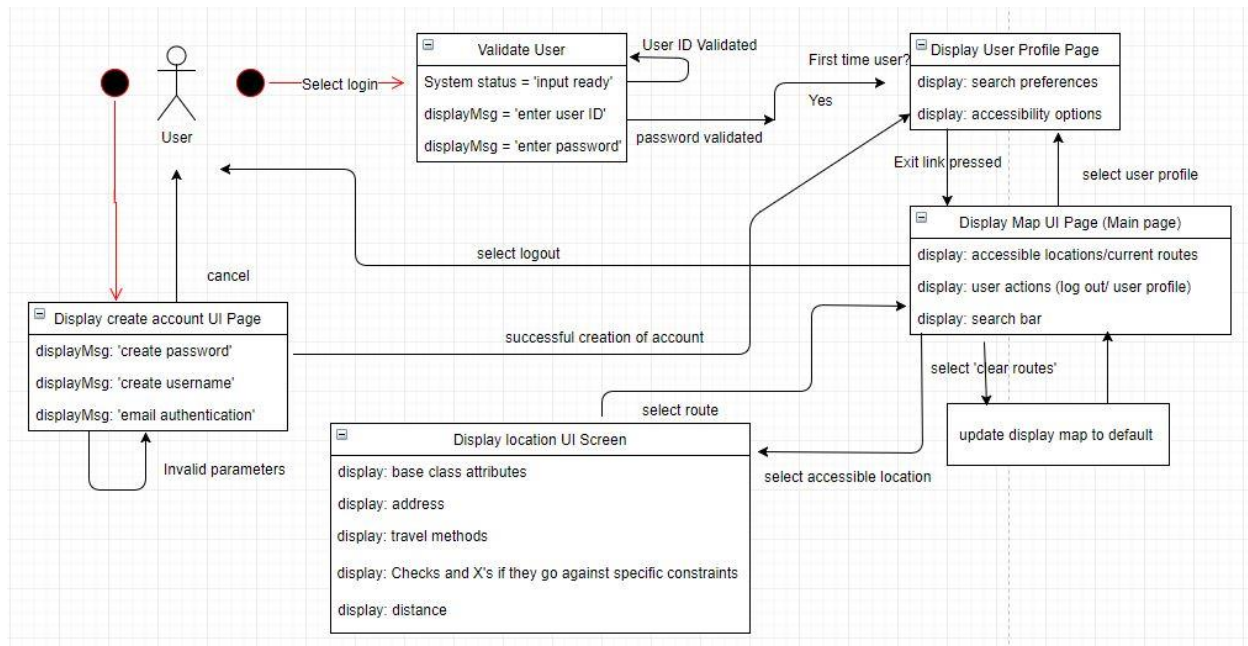 User
Select login
Validate User
System status = 'input ready'
displayMsg = 'enter user ID'
displayMsg = 'enter password'
User ID Validated
password validated
First time user?
Yes
Display User Profile Page
display: search preferences
display: accessibility options
Exit link pressed
select user profile
Display Map UI Page (Main page)
display: accessible locations/current routes
display: user actions (log out/ user profile)
display: search bar
select logout
cancel
Display create account UI Page
displayMsg: 'create password'
displayMsg: 'create username'
displayMsg: 'email authentication'
Invalid parameters
successful creation of account
select route
select 'clear routes'
update display map to default
select accessible location
Display location UI Screen
display: base class attributes
display: address
display: travel methods
display: Checks and X's if they go against specific constraints
display: distance